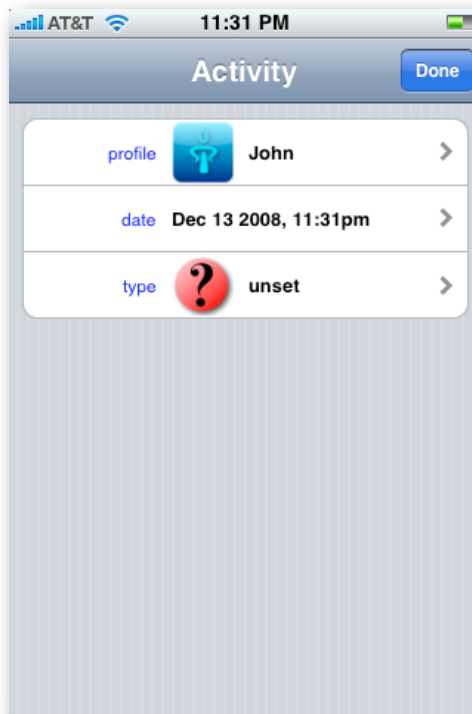 AT&T 11:31 PM
Activity Done
profile John
date Dec 13 2008, 11:31pm
type ? unset